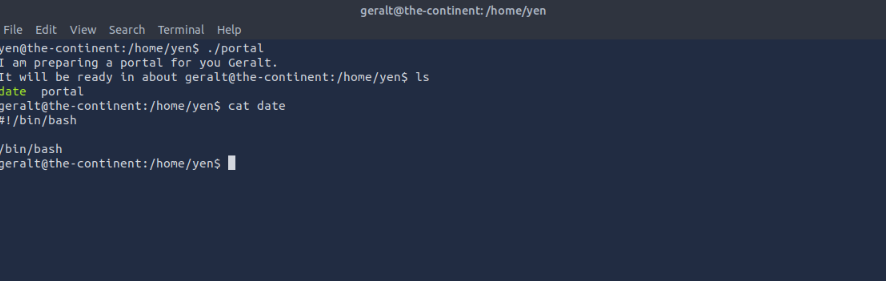 geralt@the-continent: /home/yen
File Edit View Search Terminal Help
yen@the-continent:/home/yen$ ./portal
I am preparing a portal for you Geralt.
It will be ready in about geralt@the-continent:/home/yen$ ls
date  portal
geralt@the-continent:/home/yen$ cat date
#!/bin/bash
/bin/bash
geralt@the-continent:/home/yen$